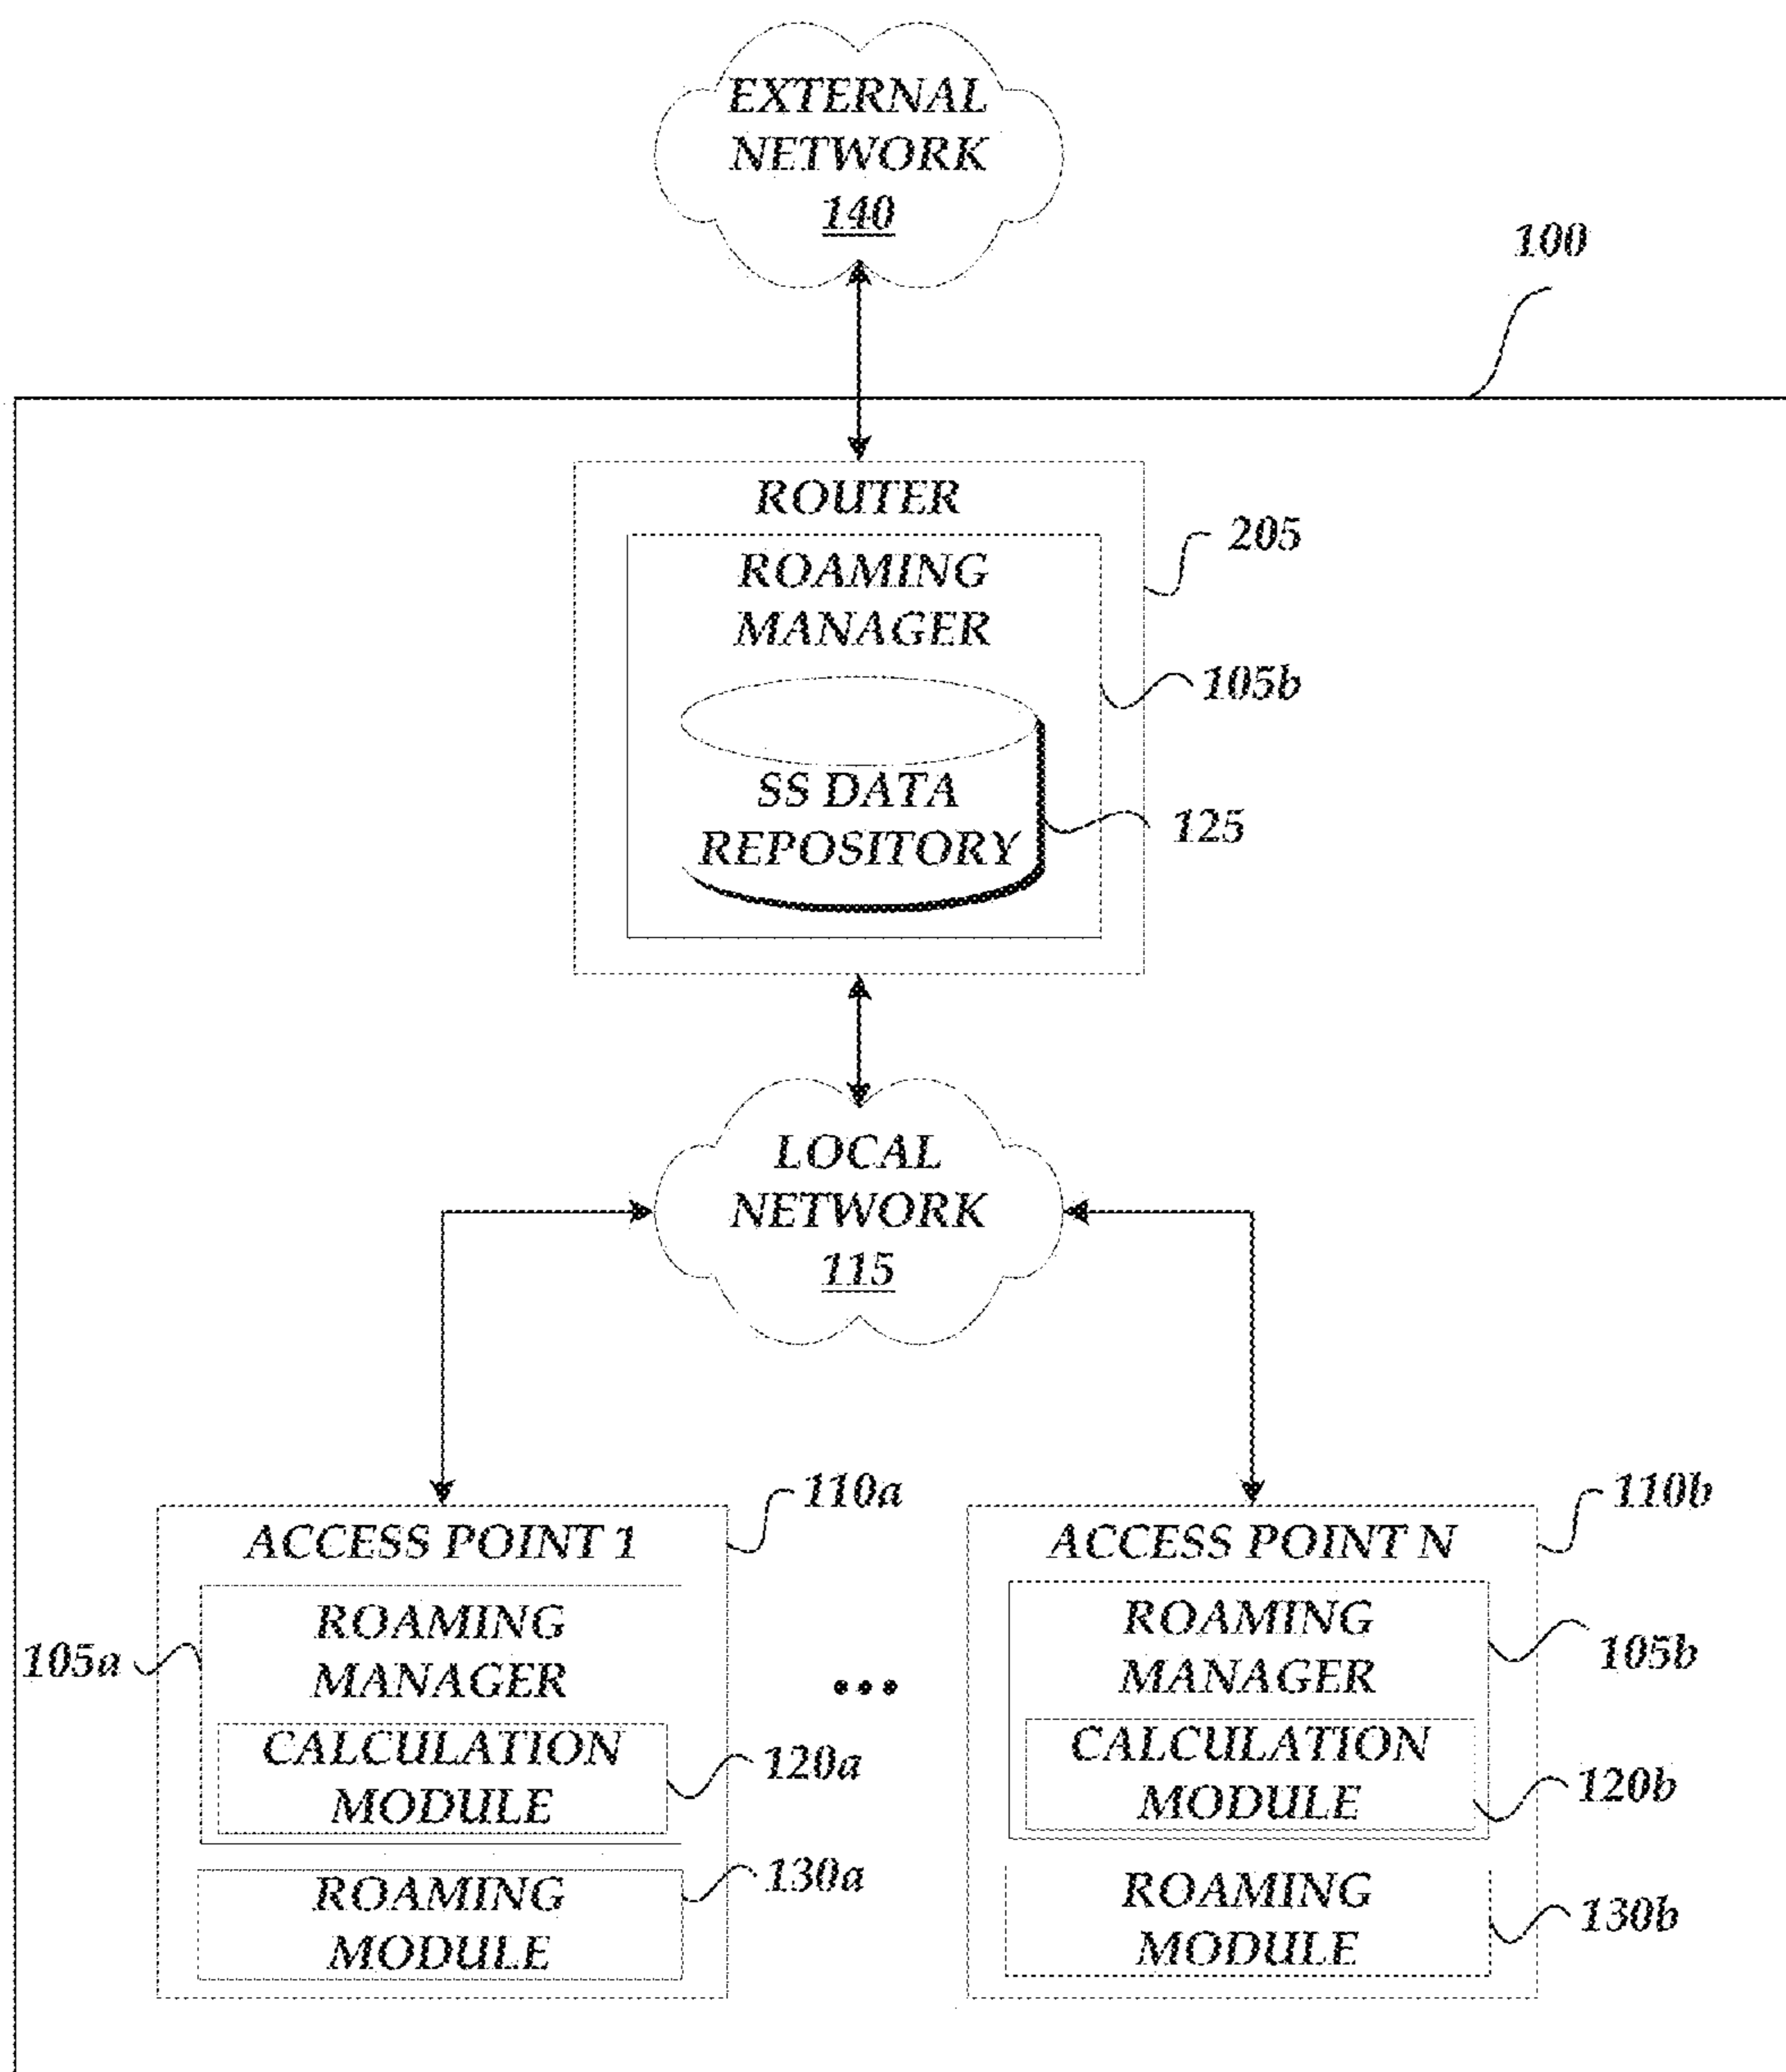 EXTERNAL
NETWORK
140
100
ROUTER
205
ROAMING
MANAGER
105b
SS DATA
REPOSITORY
125
LOCAL
NETWORK
115
110a
ACCESS POINT 1
ROAMING
MANAGER
105a
CALCULATION
MODULE
120a
ROAMING
MODULE
130a
...
110b
ACCESS POINT N
ROAMING
MANAGER
105b
CALCULATION
MODULE
120b
ROAMING
MODULE
130b